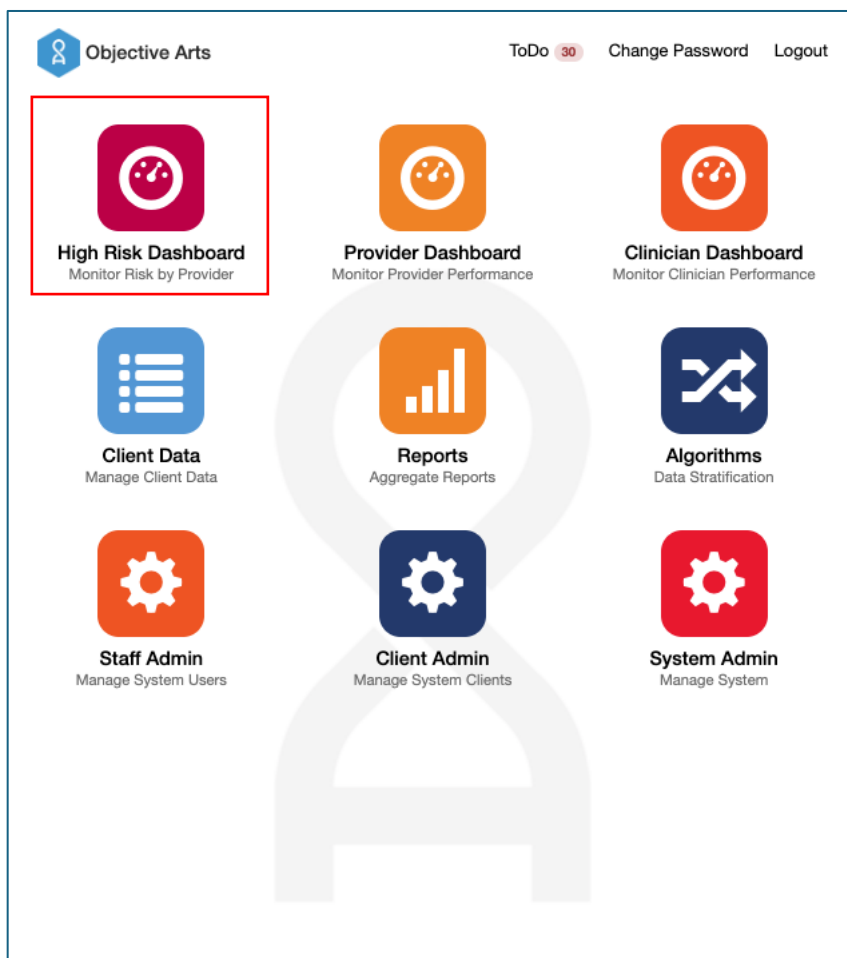 Objective Arts
ToDo 30 Change Password Logout
High Risk Dashboard
Monitor Risk by Provider
Provider Dashboard
Monitor Provider Performance
Clinician Dashboard
Monitor Clinician Performance
Client Data
Manage Client Data
Reports
Aggregate Reports
Algorithms
Data Stratification
Staff Admin
Manage System Users
Client Admin
Manage System Clients
System Admin
Manage System